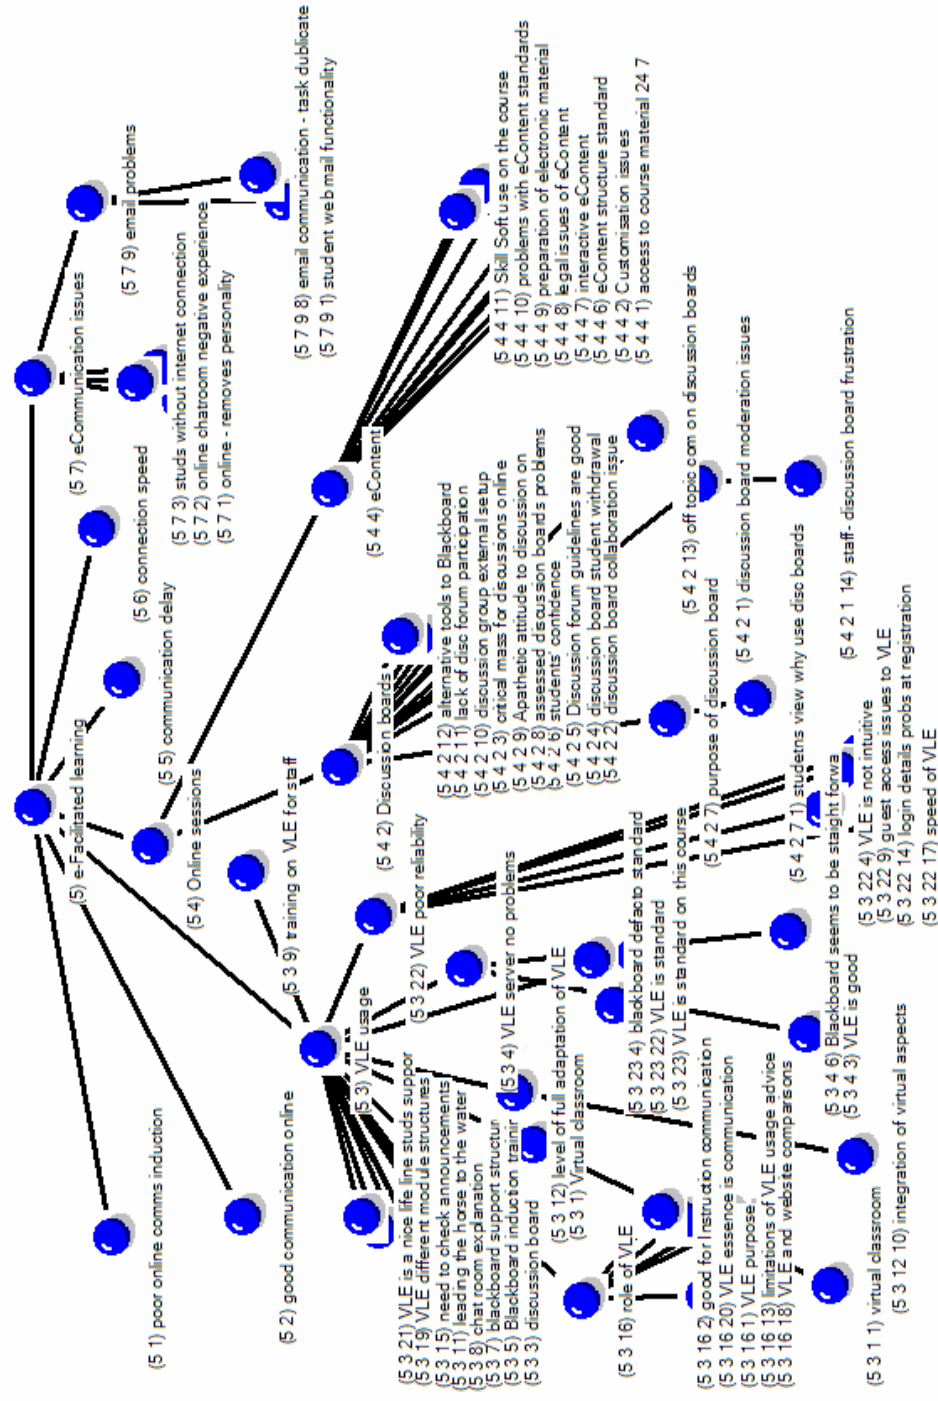 (5) e-Facilitated learning
(5 1) poor online comms induction
(5 2) good communication online
(5 3) VLE usage
(5 4) Online sessions
(5 5) communication delay
(5 6) connection speed
(5 7) eCommunication issues
(5 7 9) email problems
(5 7 3) studs without internet connection
(5 7 2) online chatroom negative experience
(5 7 1) online - removes personality
(5 7 9 8) email communication - task dublicate
(5 7 9 1) student web mail functionality
(5 4 4) eContent
(5 4 4 11) Skill Soft use on the course
(5 4 4 10) problems with eContent standards
(5 4 4 9) preparation of electronic material
(5 4 4 8) legal issues of eContent
(5 4 4 7) interactive eContent
(5 4 4 6) eContent structure standard
(5 4 4 2) Customisation issues
(5 4 4 1) access to course material 24 7
(5 4 2) Discussion boards
(5 4 2 12) alternative tools to Blackboard
(5 4 2 11) lack of disc forum participation
(5 4 2 10) discussion group external setup
(5 4 2 3) critical mass for discussions online
(5 4 2 9) Apathetic attitude to discussion on
(5 4 2 8) assessed discussion boards problems
(5 4 2 6) students' confidence
(5 4 2 5) Discussion forum guidelines are good
(5 4 2 4) discussion board student withdrawal
(5 4 2 2) discussion board collaboration issue
(5 4 2 13) off topic com on discussion boards
(5 4 2 1) discussion board moderation issues
(5 4 2 1 14) staff- discussion board frustration
(5 4 2 7) purpose of discussion board
(5 4 2 7 1) studetns view why use disc boards
(5 3 9) training on VLE for staff
(5 3 22) VLE poor reliability
(5 3 22 4) VLE is not intuitive
(5 3 22 9) guest access issues to VLE
(5 3 22 14) login details probs at registration
(5 3 22 17) speed of VLE
(5 3 4) VLE server no problems
(5 3 4 6) Blackboard seems to be staight forwa
(5 3 4 3) VLE is good
(5 3 23 4) blackboard defacto standard
(5 3 23 22) VLE is standard
(5 3 23) VLE is standard on this course
(5 3 21) VLE is a nice life line studs suppor
(5 3 19) VLE different module structures
(5 3 15) need to check announcements
(5 3 11) leading the horse to the water
(5 3 8) chat room explanation
(5 3 7) blackboard support structur
(5 3 5) Blackboard induction trainir
(5 3 3) discussion board
(5 3 12) level of full adaptation of VLE
(5 3 1) Virtual classroom
(5 3 16) role of VLE
(5 3 16 2) good for Instruction communication
(5 3 16 20) VLE essence is communication
(5 3 16 1) VLE purpose
(5 3 16 13) limitations of VLE usage advice
(5 3 16 18) VLE and website comparisons
(5 3 1 1) virtual classroom
(5 3 12 10) integration of virtual aspects